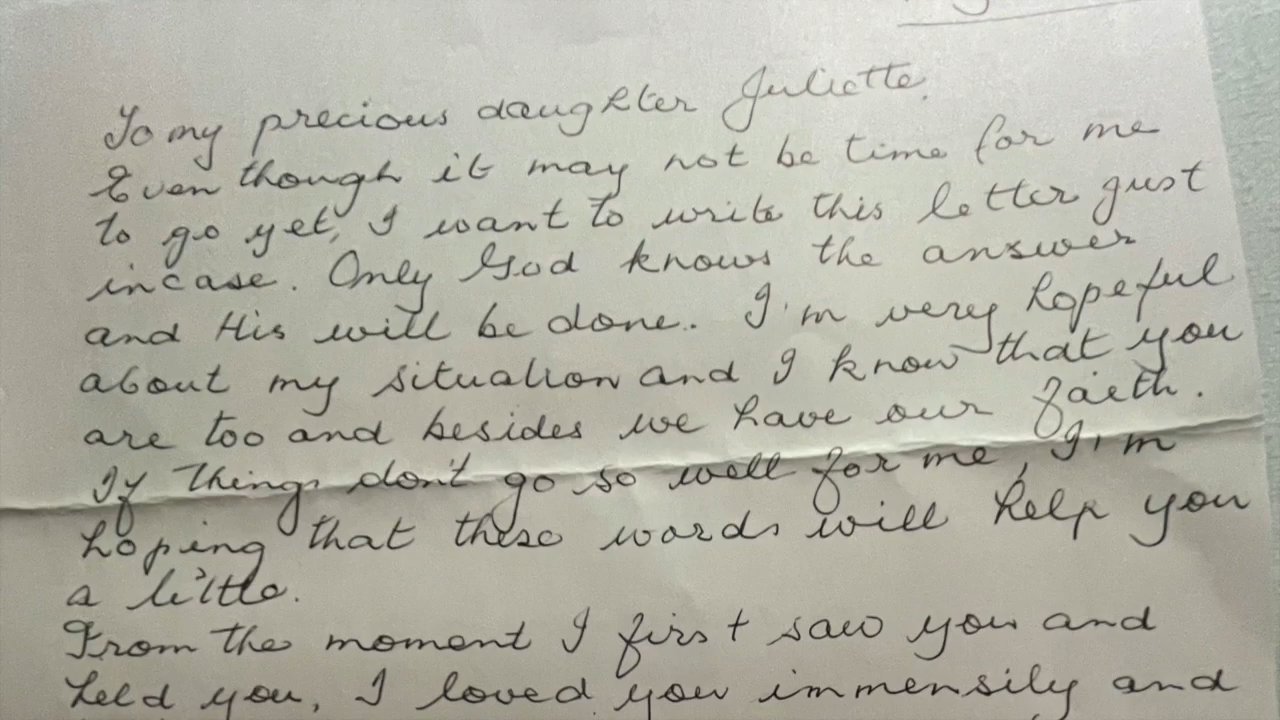 To my precious daughter Juliette,
Even though it may not be time for me
to go yet, I want to write this letter just
incase. Only God knows the answer
and His will be done. I'm very hopeful
about my situation and I know that you
are too and besides we have our faith.
If things don't go so well for me, I'm
hoping that these words will help you
a little.
From the moment I first saw you and
held you, I loved you immensily and